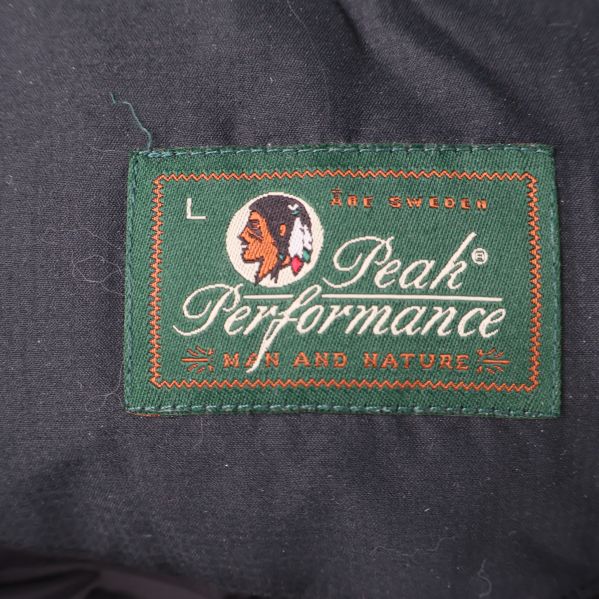 L
ÅRE SWEDEN
Peak®
Performance
MAN AND NATURE